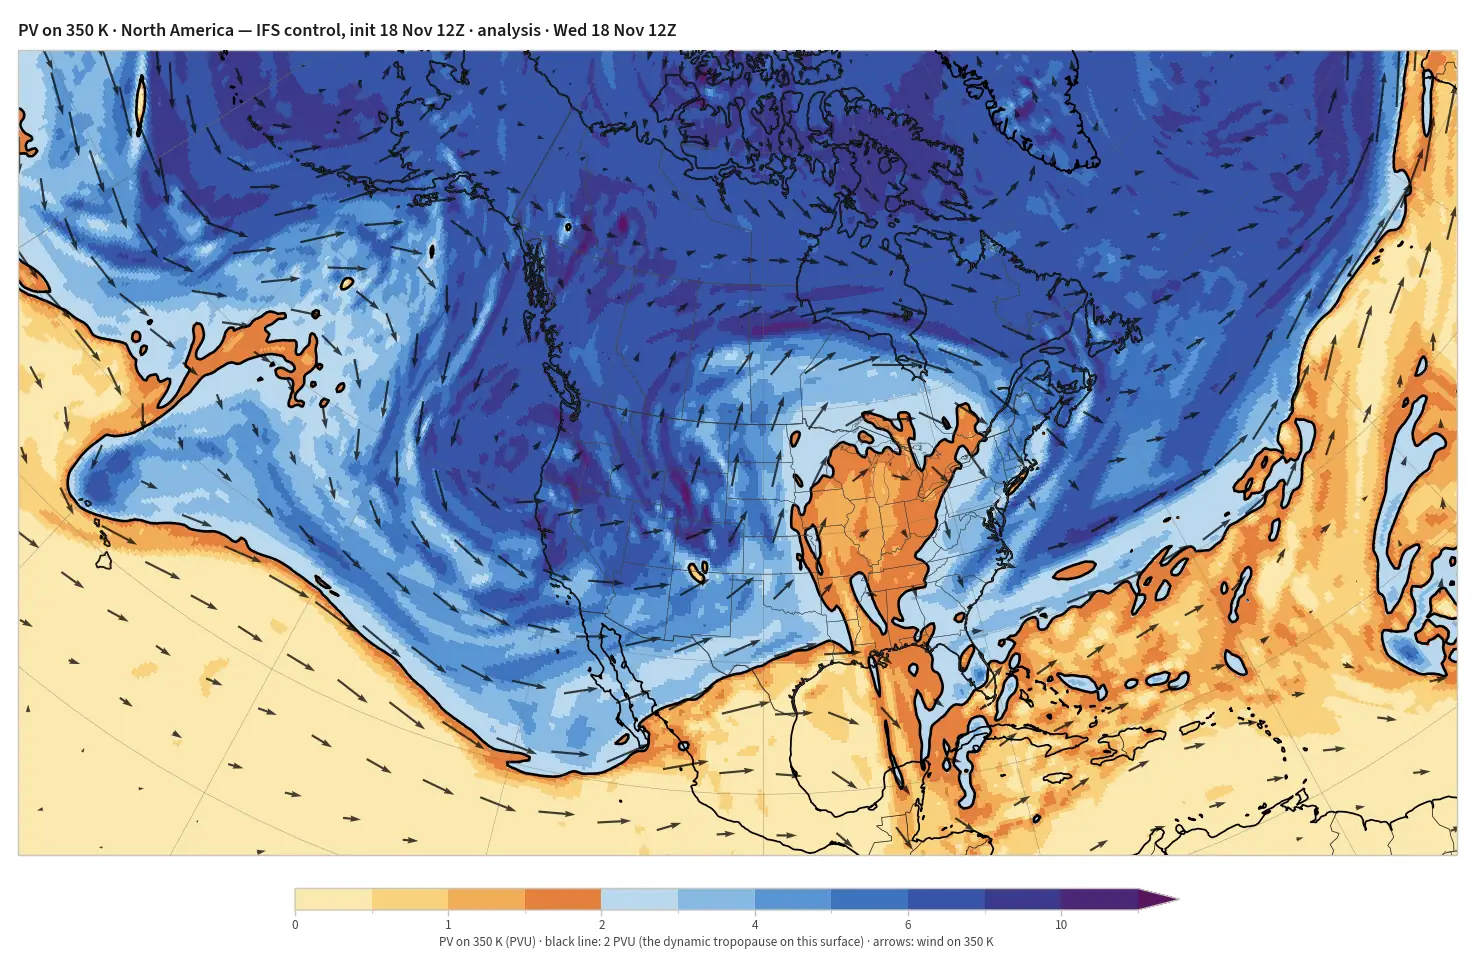 PV on 350 K · North America — IFS control, init 18 Nov 12Z · analysis · Wed 18 Nov 12Z
0 1 2 4 6 10
PV on 350 K (PVU) · black line: 2 PVU (the dynamic tropopause on this surface) · arrows: wind on 350 K